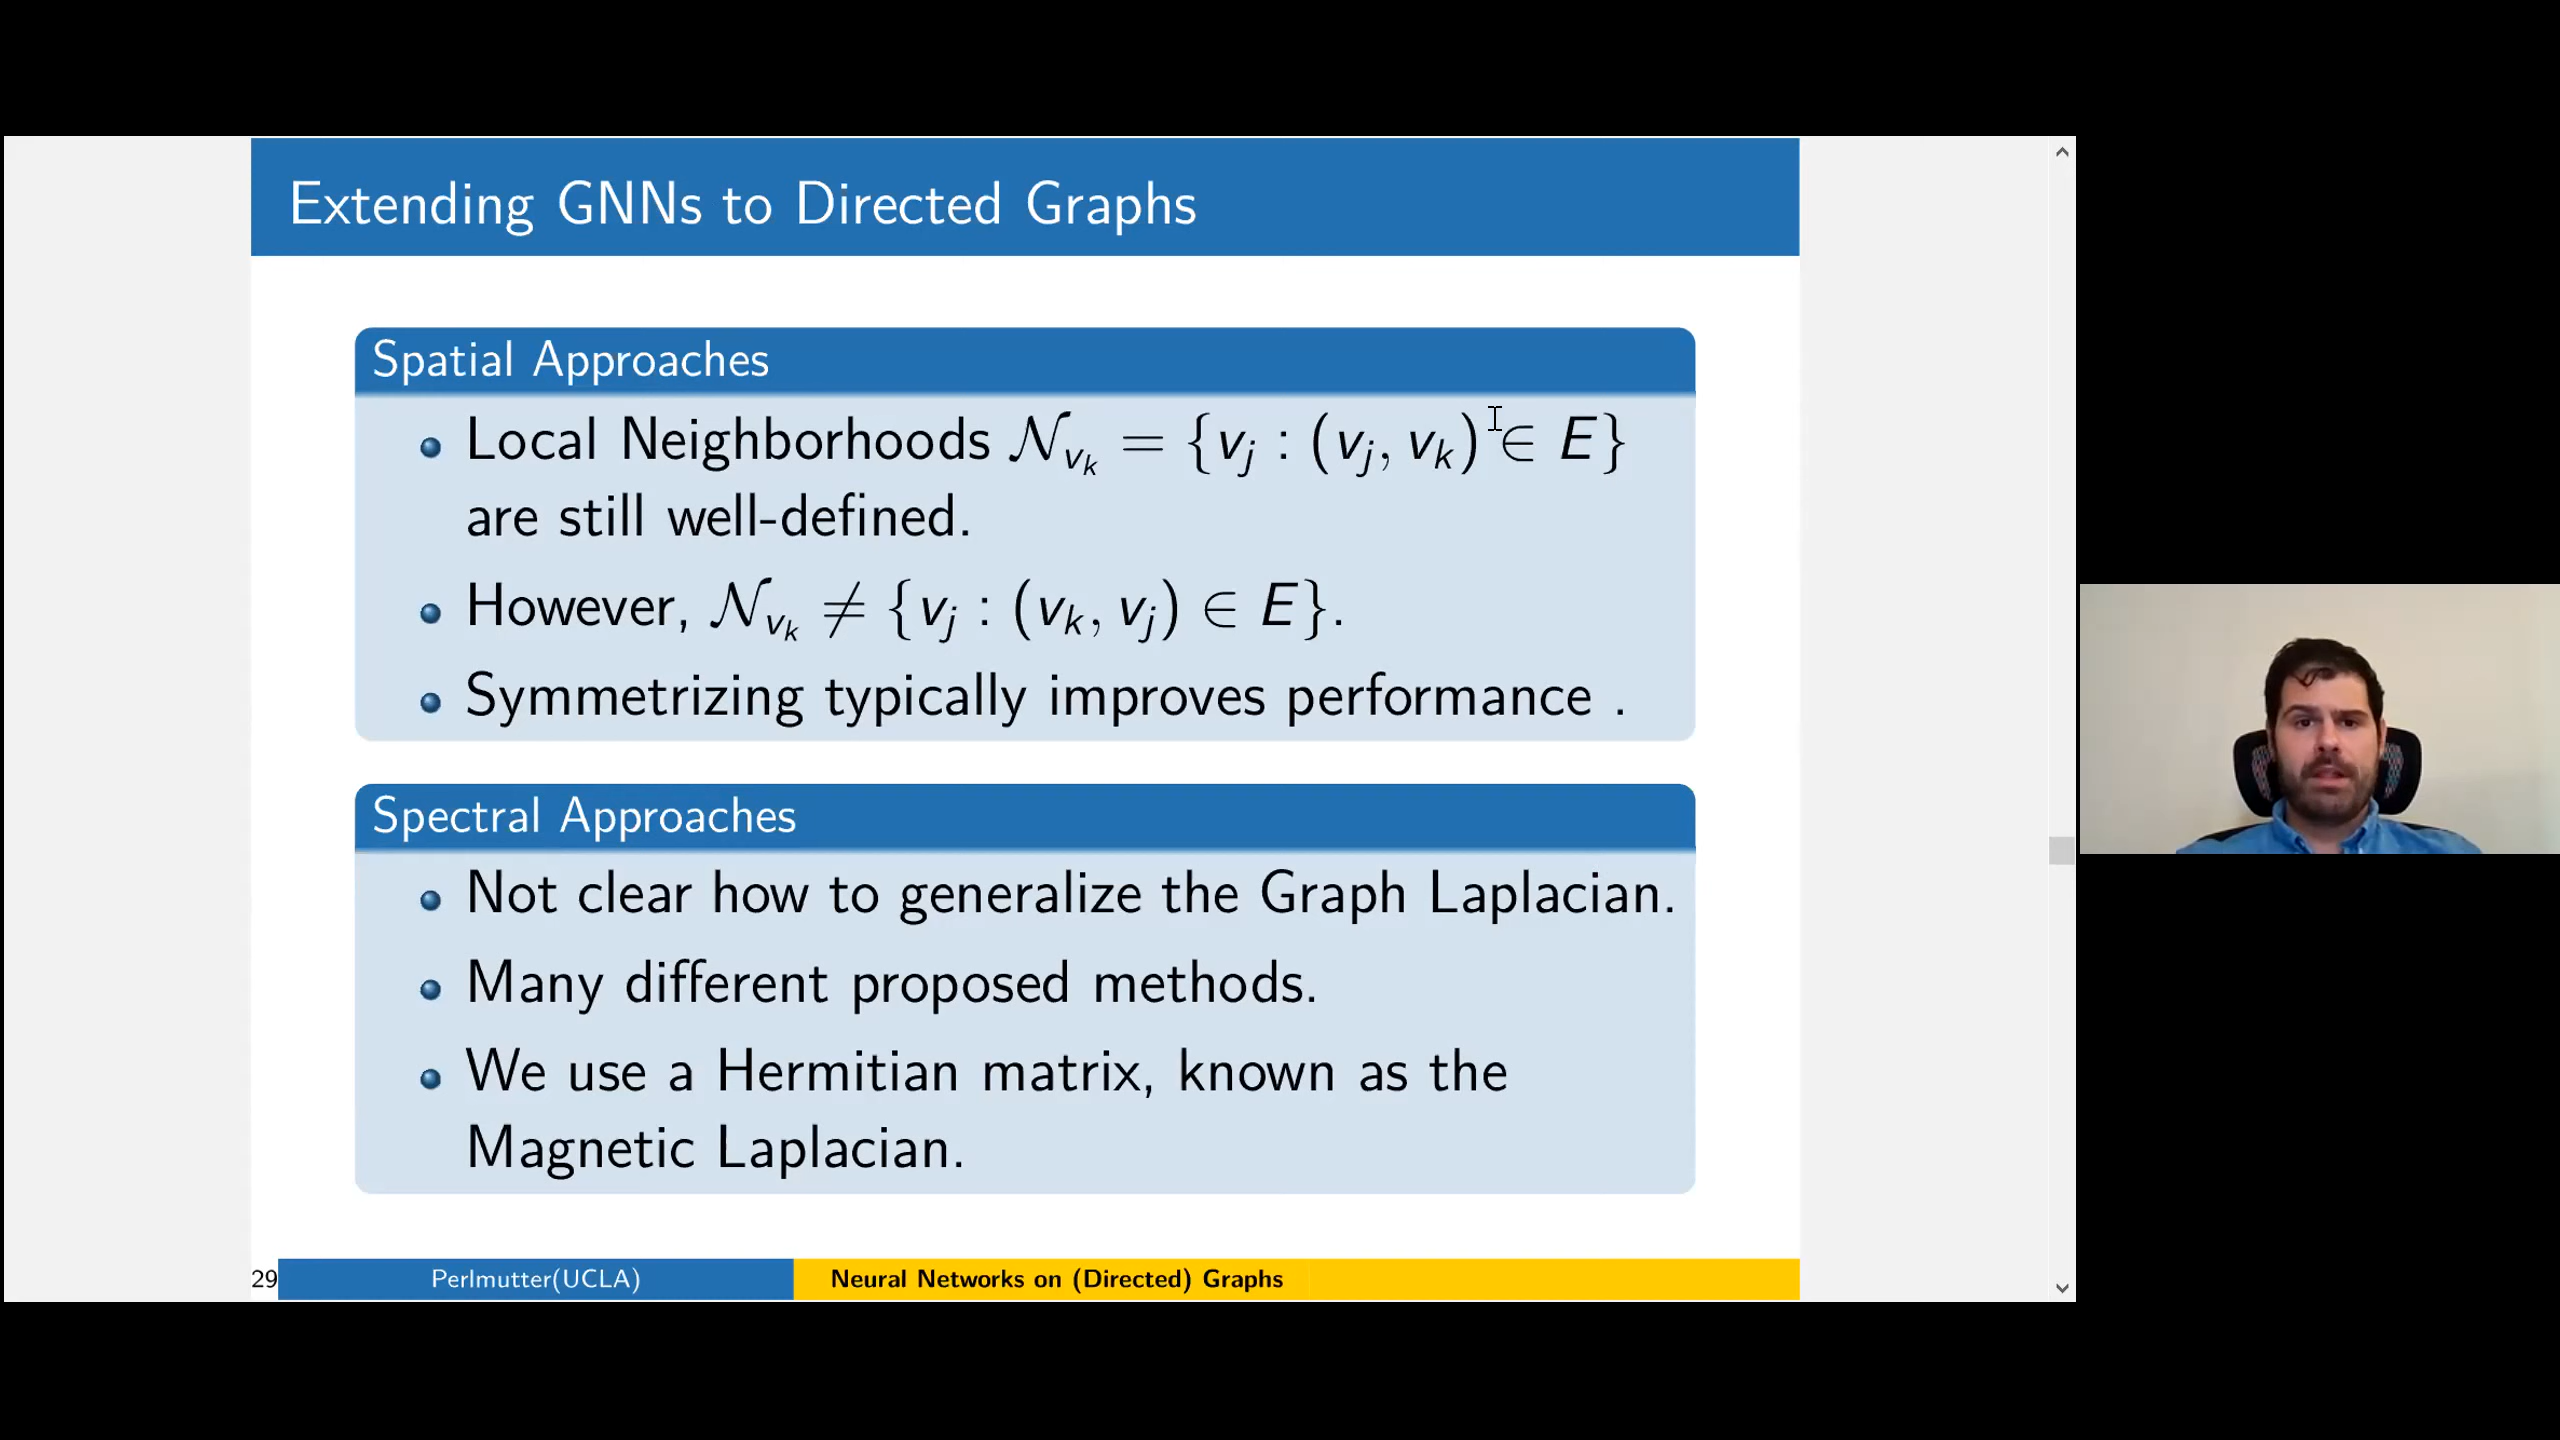 Extending GNNs to Directed Graphs
Spatial Approaches
Local Neighborhoods 𝒩_{v_k} = {v_j : (v_j, v_k) ∈ E}
are still well-defined.
However, 𝒩_{v_k} ≠ {v_j : (v_k, v_j) ∈ E}.
Symmetrizing typically improves performance .
Spectral Approaches
Not clear how to generalize the Graph Laplacian.
Many different proposed methods.
We use a Hermitian matrix, known as the
Magnetic Laplacian.
29 Perlmutter(UCLA) Neural Networks on (Directed) Graphs